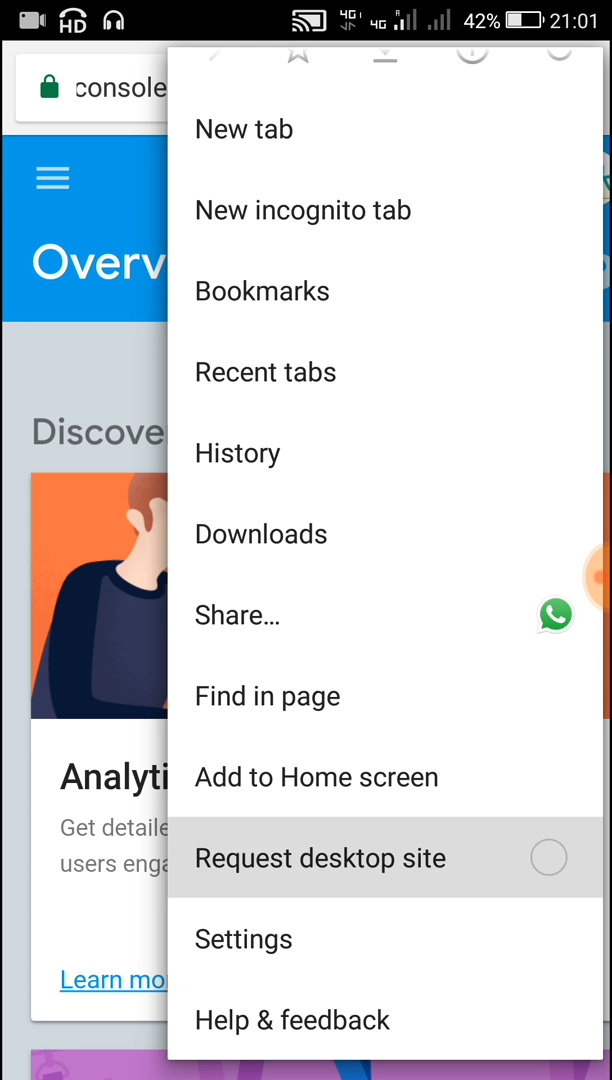 HD
4G
4G
R
42%
21:01
console
New tab
New incognito tab
Overv
Bookmarks
Recent tabs
Discove
History
Downloads
Share...
Find in page
Analyti
Add to Home screen
Get detaile
users enga
Request desktop site
Settings
Learn mo
Help & feedback